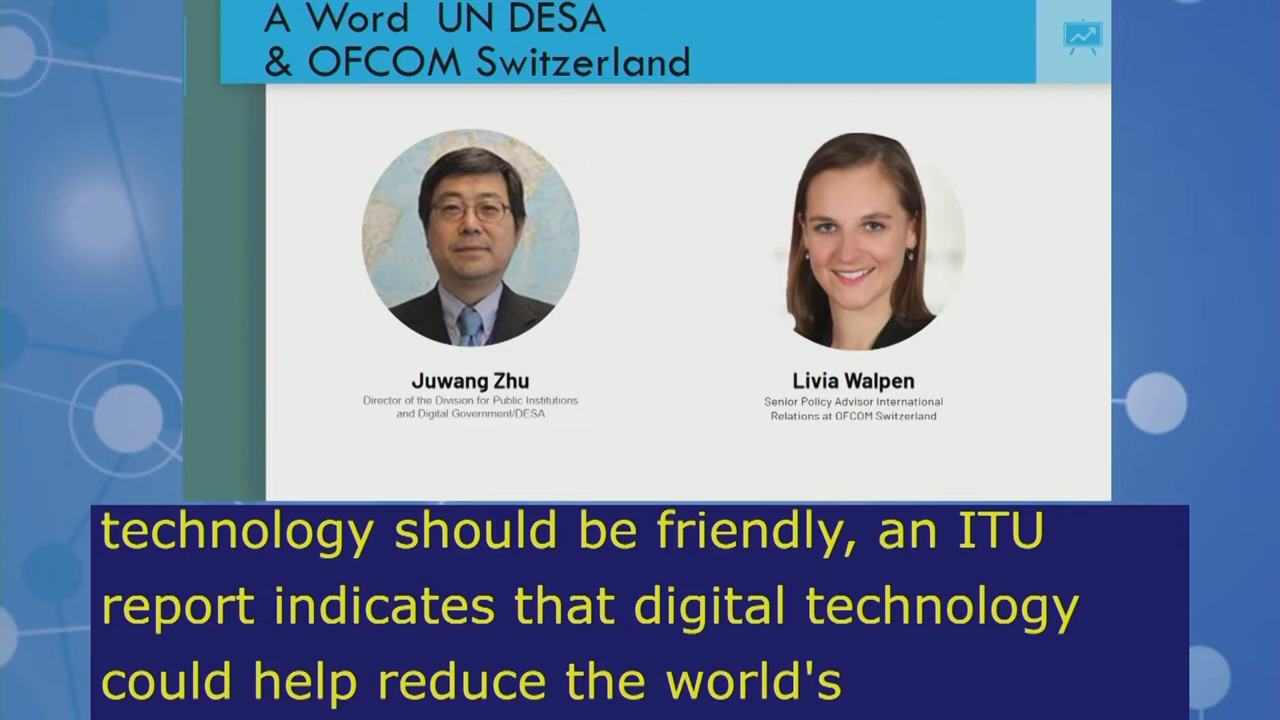 A Word UN DESA
& OFCOM Switzerland
Juwang Zhu
Director of the Division for Public Institutions
and Digital Government/DESA
Livia Walpen
Senior Policy Advisor International
Relations at OFCOM Switzerland
technology should be friendly, an ITU
report indicates that digital technology
could help reduce the world's